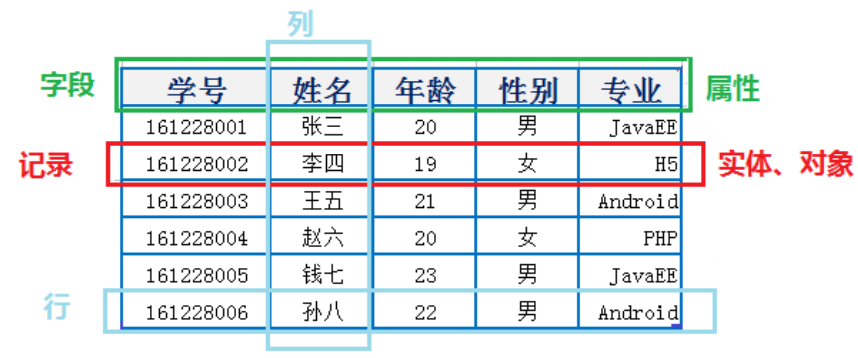 列
字段 学号 姓名 年龄 性别 专业 属性
161228001 张三 20 男 JavaEE
记录 161228002 李四 19 女 H5 实体、对象
161228003 王五 21 男 Android
161228004 赵六 20 女 PHP
161228005 钱七 23 男 JavaEE
行 161228006 孙八 22 男 Android